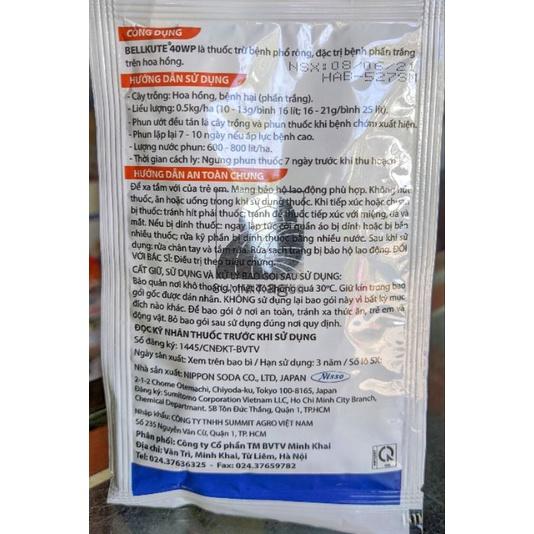 CÔNG DỤNG
BELLKUTE® 40WP là thuốc trừ bệnh phổ rộng, đặc trị bệnh phấn trắng
trên hoa hồng.
NSX:08/06/21
HAB-527SN
HƯỚNG DẪN SỬ DỤNG
- Cây trồng: Hoa hồng, bệnh hại (phấn trắng).
- Liều lượng: 0.5kg/ha (10 - 13g/bình 16 lít; 16 - 21g/bình 25 lít).
- Phun ướt đều tán lá cây trồng và phun thuốc khi bệnh chớm xuất hiện.
- Phun lặp lại 7 - 10 ngày nếu áp lực bệnh cao.
- Lượng nước phun: 600 - 800 lít/ha.
- Thời gian cách ly: Ngưng phun thuốc 7 ngày trước khi thu hoạch
HƯỚNG DẪN AN TOÀN CHUNG
Để xa tầm với của trẻ em. Mang bảo hộ lao động phù hợp. Không hút
thuốc, ăn hoặc uống trong khi sử dụng thuốc. Khi tiếp xúc hoặc chạm
bị thuốc: tránh hít phải thuốc, tránh để thuốc tiếp xúc với miệng, da và
mắt. Nếu bị dính thuốc: ngay lập tức cởi quần áo bị dính hoặc bị bẩn
nhiều thuốc; rửa kỹ phần bị dính thuốc bằng nhiều nước. Sau khi sử
dụng: rửa chân tay và tắm rửa. Rửa sạch trang bị bảo hộ lao động. ĐỐI
VỚI BÁC SĨ: Điều trị theo triệu chứng.
CẤT GIỮ, SỬ DỤNG VÀ XỬ LÝ BAO GÓI SAU SỬ DỤNG:
Bảo quản nơi khô thoáng, nhiệt độ không quá 30ºC. Giữ kín trong bao
gói gốc được dán nhãn. KHÔNG sử dụng lại bao gói này vì bất kỳ mục
đích nào khác. Để bao gói ở nơi an toàn, tránh xa thức ăn, trẻ em và
động vật. Bỏ bao gói sau sử dụng đúng nơi quy định.
ĐỌC KỸ NHÃN THUỐC TRƯỚC KHI SỬ DỤNG
Số đăng ký: 1445/CNĐKT-BVTV
Ngày sản xuất: Xem trên bao bì / Hạn sử dụng: 3 năm / Số lô SX:
Nhà sản xuất: NIPPON SODA CO., LTD, JAPAN Nisso
2-1-2 Chome Otemachi, Chiyoda-ku, Tokyo 100-8165, Japan
Đăng ký: Sumitomo Corporation Vietnam LLC, Ho Chi Minh City Branch,
Chemical Department. 5B Tôn Đức Thắng, Quận 1, TP.HCM
Nhập khẩu: CÔNG TY TNHH SUMMIT AGRO VIỆT NAM
Số 235 Nguyễn Văn Cừ, Quận 1, TP. HCM
Phân phối: Công ty Cổ phần TM BVTV Minh Khai
Địa chỉ: Văn Trì, Minh Khai, Từ Liêm, Hà Nội
Tel: 024.37636325 - Fax: 024.37659782